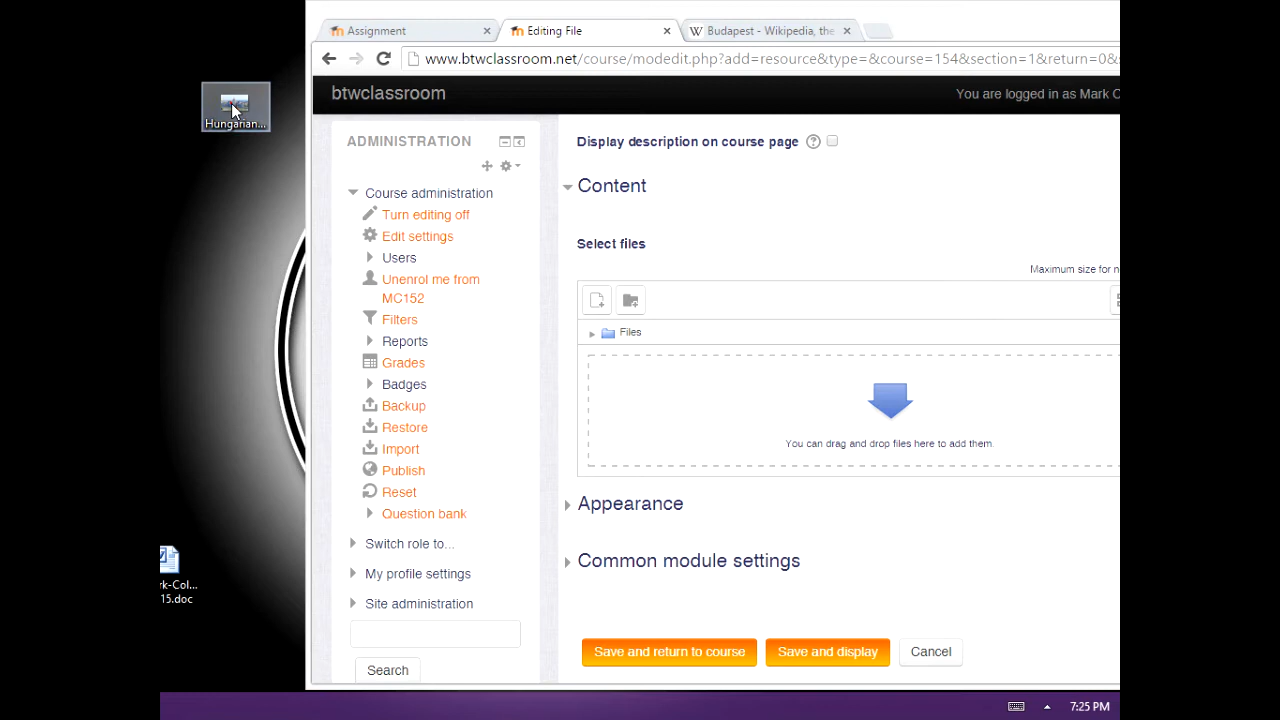 Assignment
Editing File
Budapest - Wikipedia, the
www.btwclassroom.net/course/modedit.php?add=resource&type=&course=154&section=1&return=0&s
btwclassroom
You are logged in as Mark C
Hungarian...
ADMINISTRATION
Course administration
Turn editing off
Edit settings
Users
Unenrol me from
MC152
Filters
Reports
Grades
Badges
Backup
Restore
Import
Publish
Reset
Question bank
Switch role to...
My profile settings
Site administration
Search
Display description on course page
Content
Select files
Maximum size for n
Files
You can drag and drop files here to add them.
Appearance
Common module settings
Save and return to course
Save and display
Cancel
rk-Col...
15.doc
7:25 PM